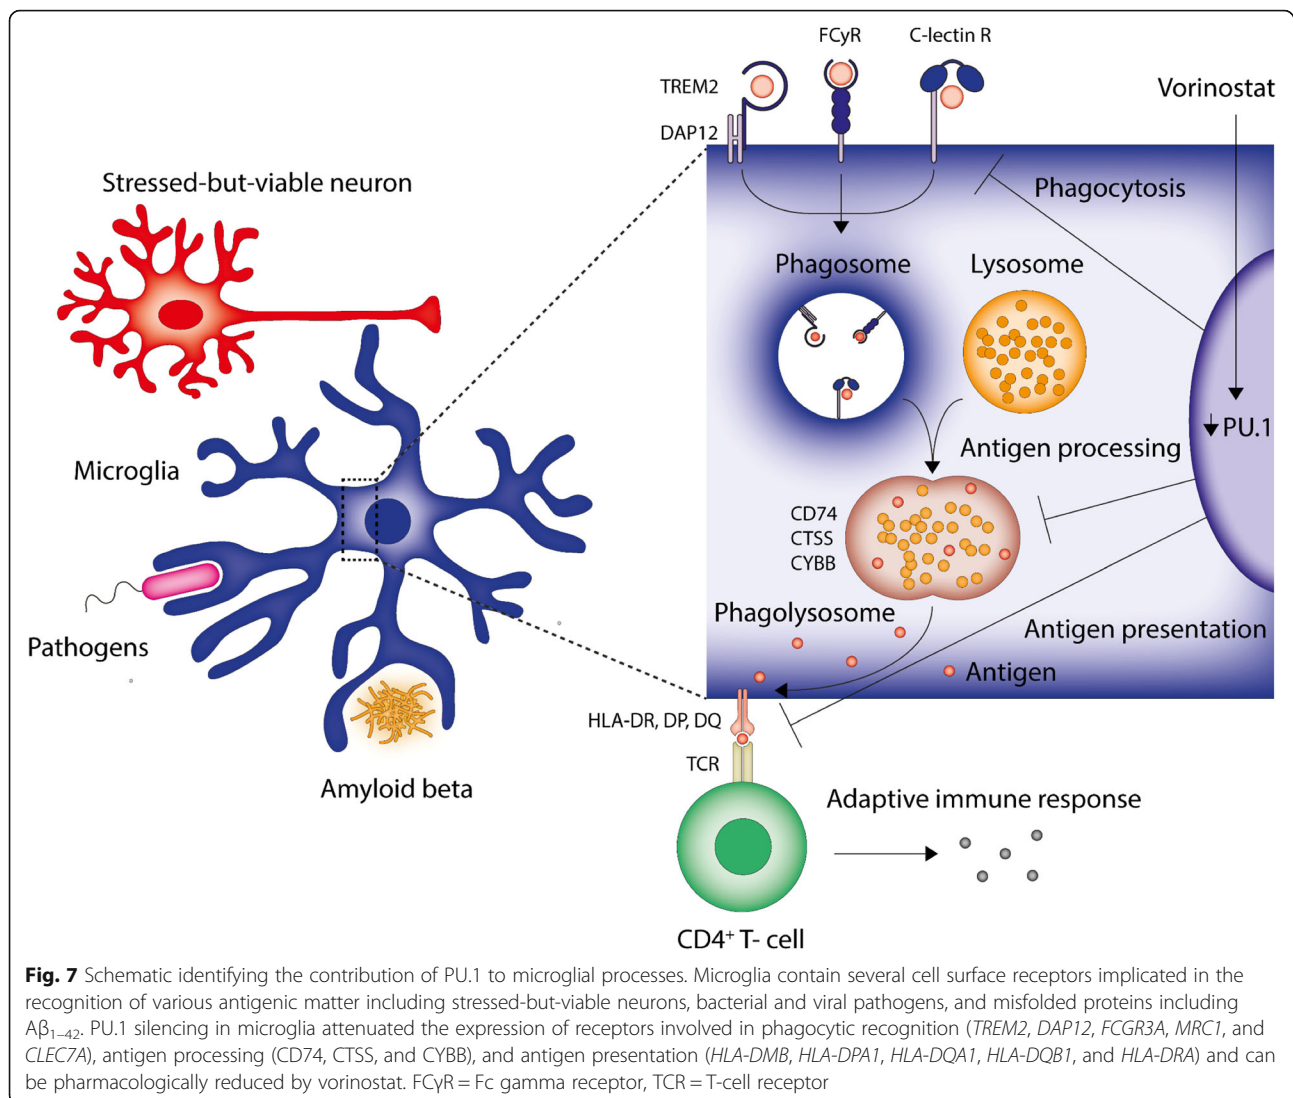 FCyR
C-lectin R
TREM2
Vorinostat
DAP12
Stressed-but-viable neuron
Phagocytosis
Phagosome
Lysosome
PU.1
Microglia
Antigen processing
CD74
CTSS
CYBB
Phagolysosome
Pathogens
Antigen presentation
Antigen
HLA-DR, DP, DQ
TCR
Amyloid beta
Adaptive immune response
CD4⁺ T- cell
Fig. 7 Schematic identifying the contribution of PU.1 to microglial processes. Microglia contain several cell surface receptors implicated in the
recognition of various antigenic matter including stressed-but-viable neurons, bacterial and viral pathogens, and misfolded proteins including
Aβ₁₋₄₂. PU.1 silencing in microglia attenuated the expression of receptors involved in phagocytic recognition (TREM2, DAP12, FCGR3A, MRC1, and
CLEC7A), antigen processing (CD74, CTSS, and CYBB), and antigen presentation (HLA-DMB, HLA-DPA1, HLA-DQA1, HLA-DQB1, and HLA-DRA) and can
be pharmacologically reduced by vorinostat. FCγR = Fc gamma receptor, TCR = T-cell receptor